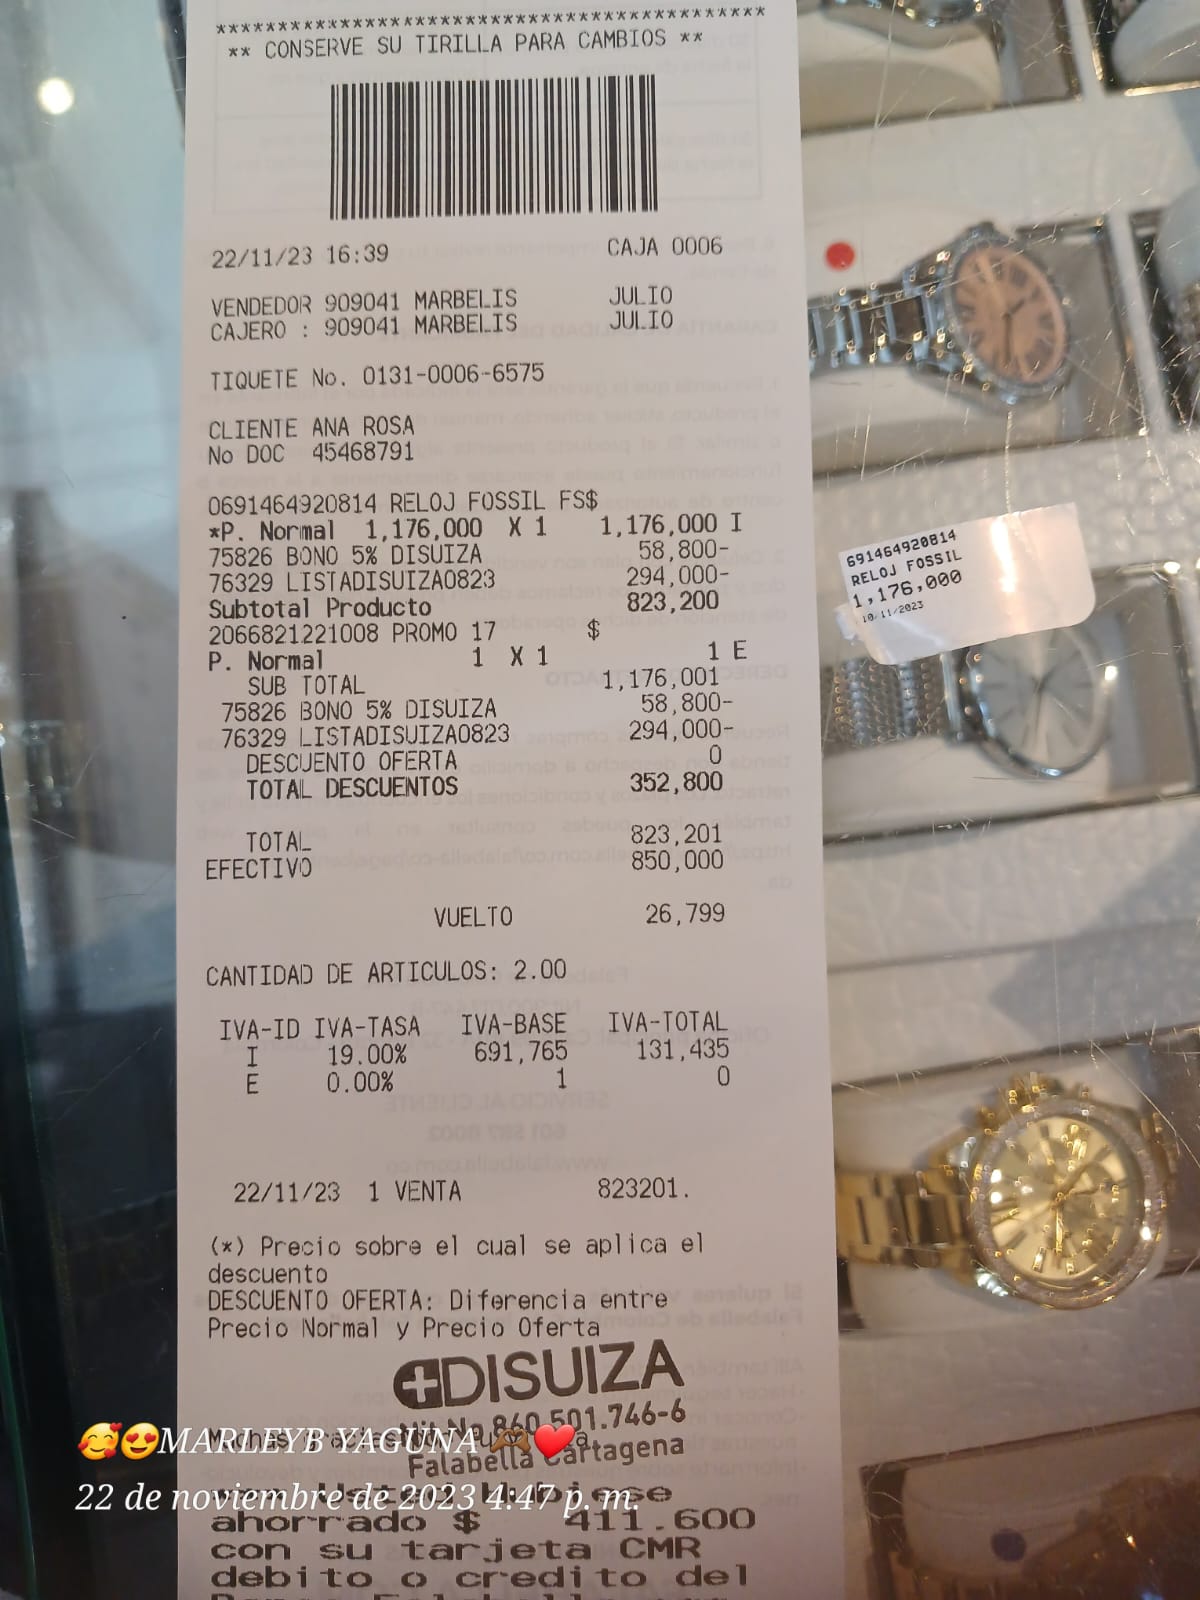 ** CONSERVE SU TIRILLA PARA CAMBIOS **
22/11/23 16:39 CAJA 0006
VENDEDOR 909041 MARBELIS JULIO
CAJERO : 909041 MARBELIS JULIO
TIQUETE No. 0131-0006-6575
CLIENTE ANA ROSA
No DOC 45468791
0691464920814 RELOJ FOSSIL FS$
*P. Normal 1,176,000 X 1 1,176,000 I
75826 BONO 5% DISUIZA 58,800-
76329 LISTADISUIZA0823 294,000-
Subtotal Producto 823,200
2066821221008 PROMO 17 $
P. Normal 1 X 1 1 E
SUB TOTAL 1,176,001
75826 BONO 5% DISUIZA 58,800-
76329 LISTADISUIZA0823 294,000-
DESCUENTO OFERTA 0
TOTAL DESCUENTOS 352,800
TOTAL 823,201
EFECTIVO 850,000
VUELTO 26,799
CANTIDAD DE ARTICULOS: 2.00
IVA-ID IVA-TASA IVA-BASE IVA-TOTAL
I 19.00% 691,765 131,435
E 0.00% 1 0
22/11/23 1 VENTA 823201.
(*) Precio sobre el cual se aplica el
descuento
DESCUENTO OFERTA: Diferencia entre
Precio Normal y Precio Oferta
DISUIZA
Nit No 860.501.746-6
Falabella Cartagena
ahorrado $ 411.600
con su tarjeta CMR
debito o credito del
691464920814
RELOJ FOSSIL
1,176,000
10/11/2023
🥰😍MARLEYB YAGUNA🫶🏽❤️
22 de noviembre de 2023 4.47 p. m.